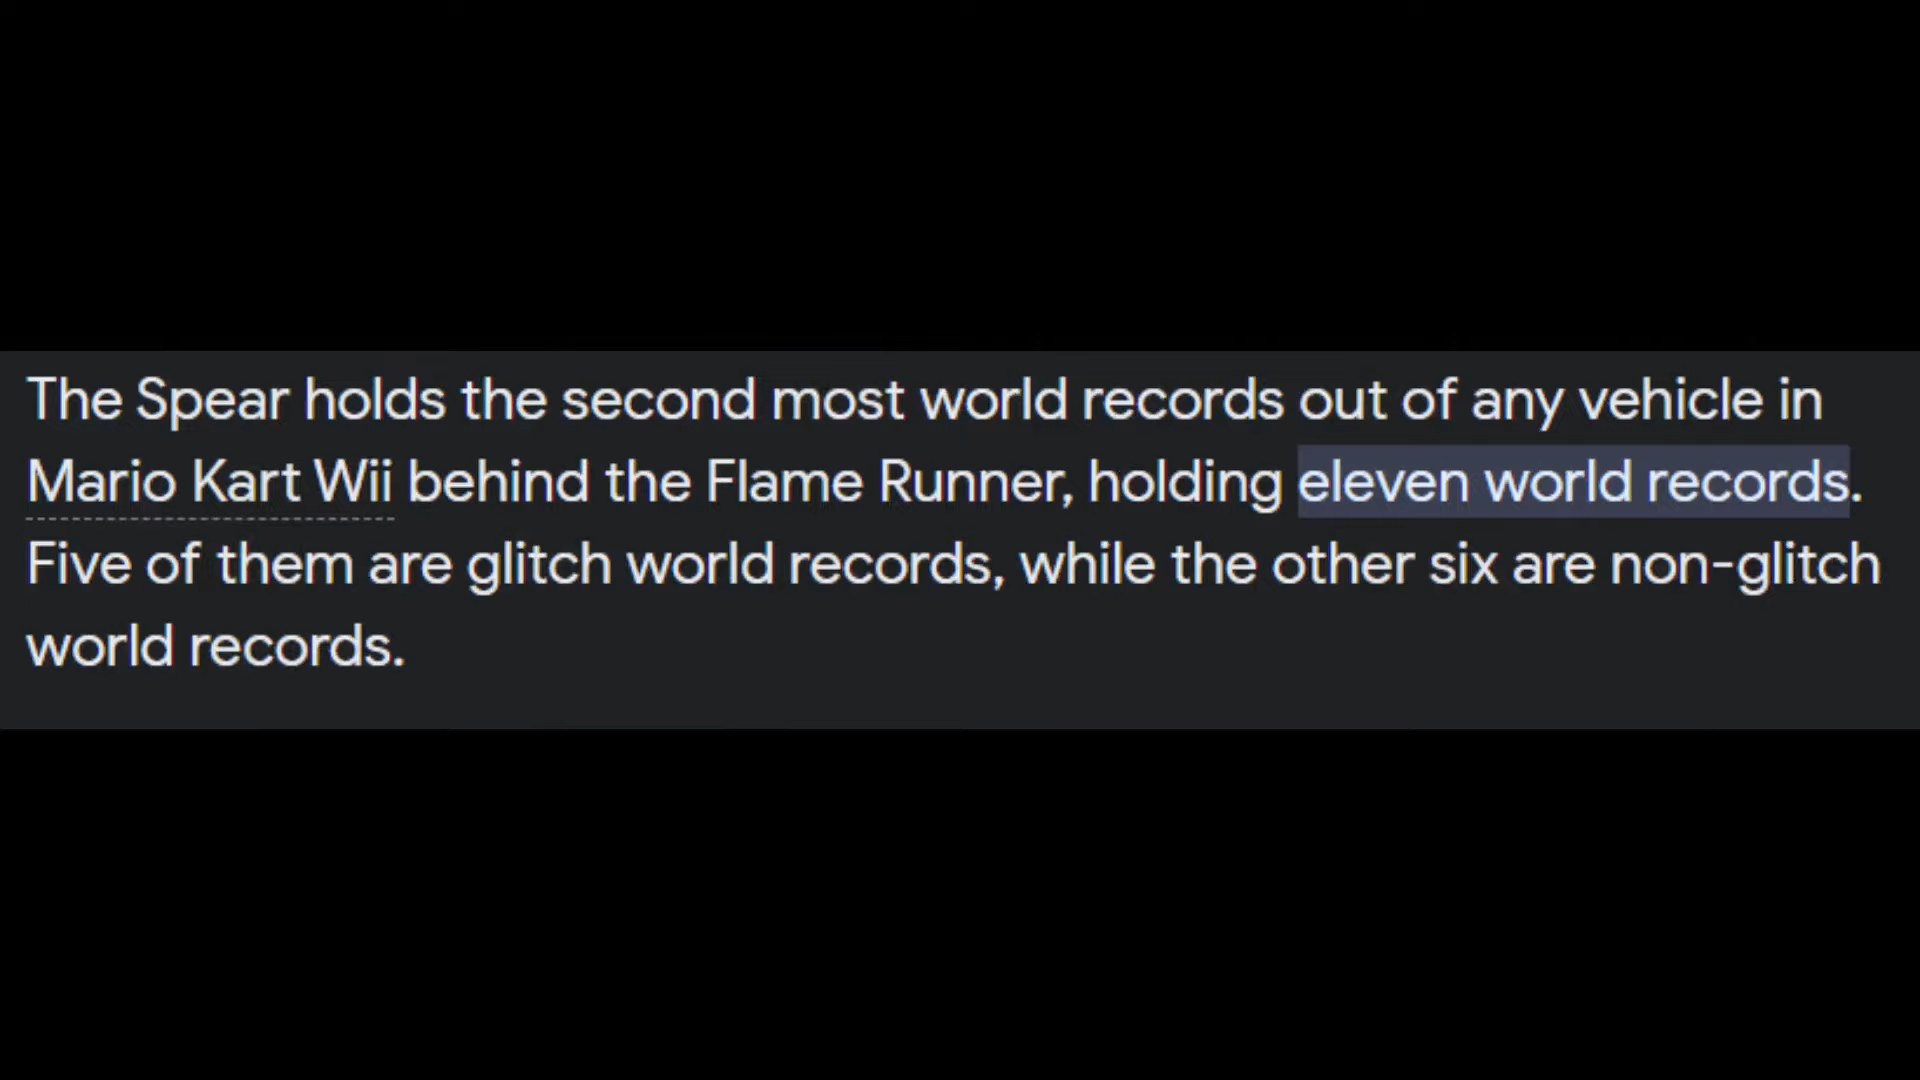 The Spear holds the second most world records out of any vehicle in
Mario Kart Wii behind the Flame Runner, holding eleven world records.
Five of them are glitch world records, while the other six are non-glitch
world records.